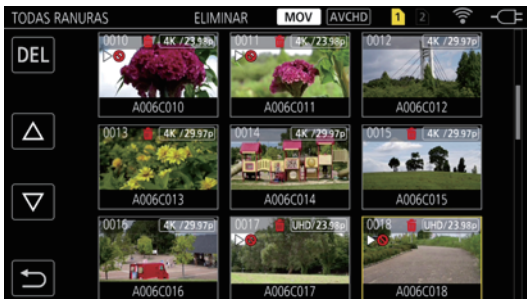 TODAS RANURAS ELIMINAR MOV AVCHD 1 2
DEL
0010 4K /23.98p 0011 4K /23.98p 0012 4K /29.97p
A006C010 A006C011 A006C012
0013 4K /29.97p 0014 4K /29.97p 0015 4K /29.97p
A006C013 A006C014 A006C015
0016 4K /29.97p 0017 UHD/23.98p 0018 UHD/23.98p
A006C016 A006C017 A006C018